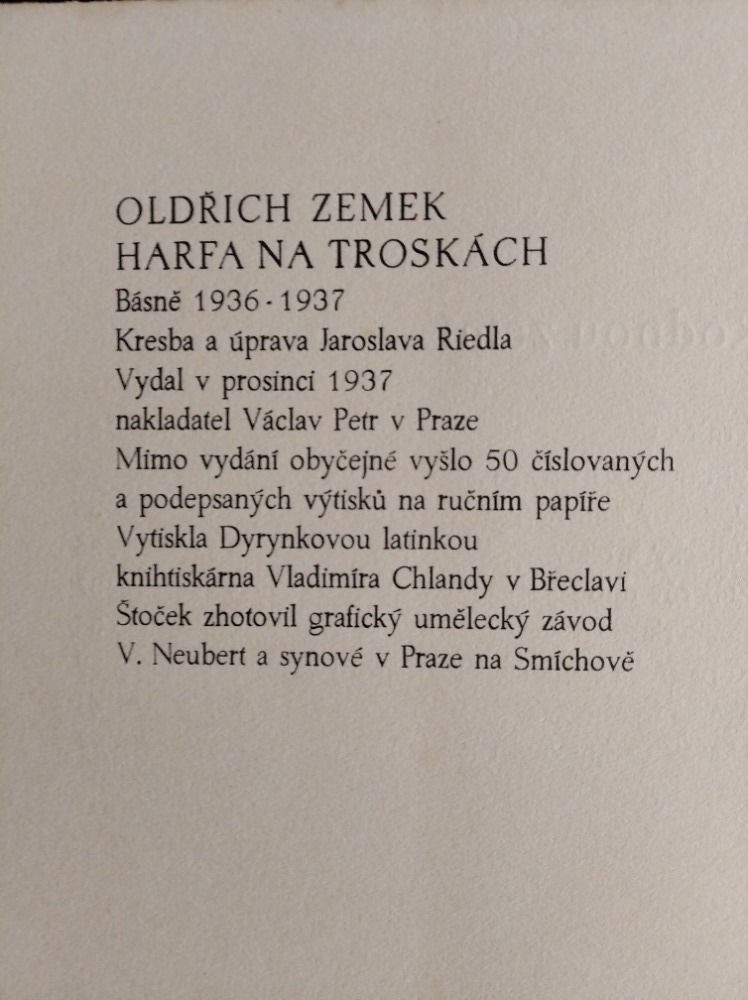 OLDŘICH ZEMEK
HARFA NA TROSKÁCH
Básně 1936 - 1937
Kresba a úprava Jaroslava Riedla
Vydal v prosinci 1937
nakladatel Václav Petr v Praze
Mimo vydání obyčejné vyšlo 50 číslovaných
a podepsaných výtisků na ručním papíře
Vytiskla Dyrynkovou latinkou
knihtiskárna Vladimíra Chlandy v Břeclavi
Štoček zhotovil grafický umělecký závod
V. Neubert a synové v Praze na Smíchově